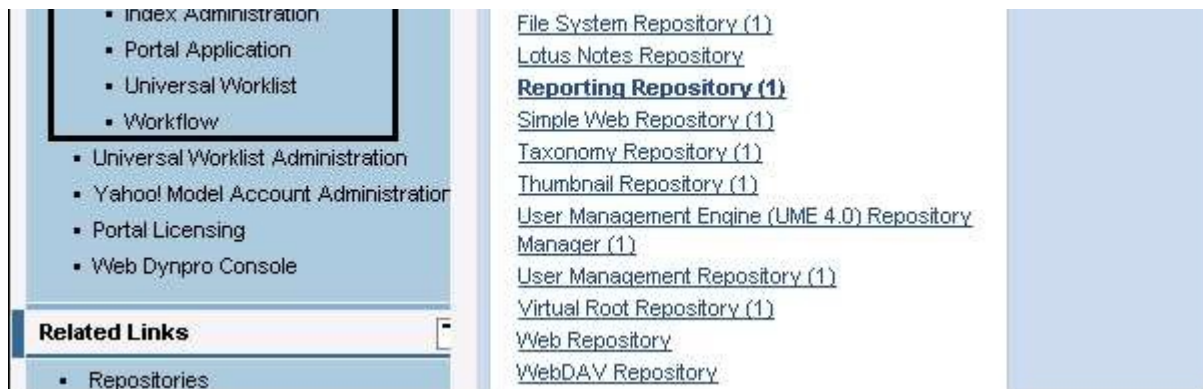 Index Administration
Portal Application
Universal Worklist
Workflow
Universal Worklist Administration
Yahoo! Model Account Administration
Portal Licensing
Web Dynpro Console
Related Links
Repositories
File System Repository (1)
Lotus Notes Repository
Reporting Repository (1)
Simple Web Repository (1)
Taxonomy Repository (1)
Thumbnail Repository (1)
User Management Engine (UME 4.0) Repository
Manager (1)
User Management Repository (1)
Virtual Root Repository (1)
Web Repository
WebDAV Repository